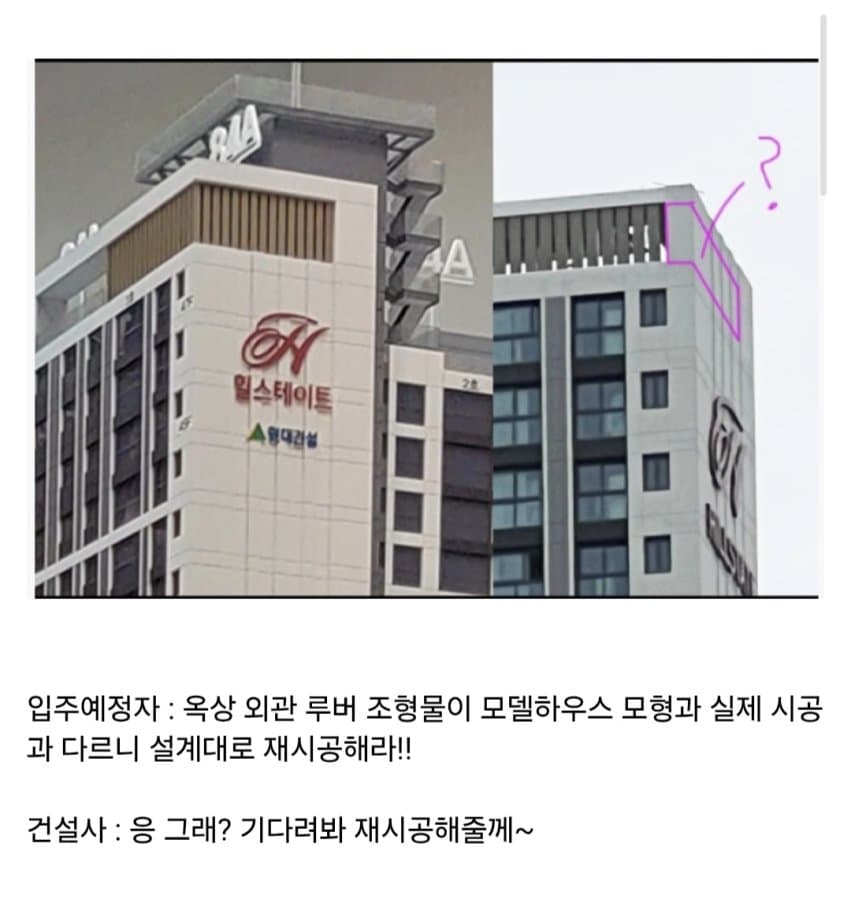 힐스테이트
현대건설
2호
?
입주예정자 : 옥상 외관 루버 조형물이 모델하우스 모형과 실제 시공
과 다르니 설계대로 재시공해라!!
건설사 : 응 그래? 기다려봐 재시공해줄께~